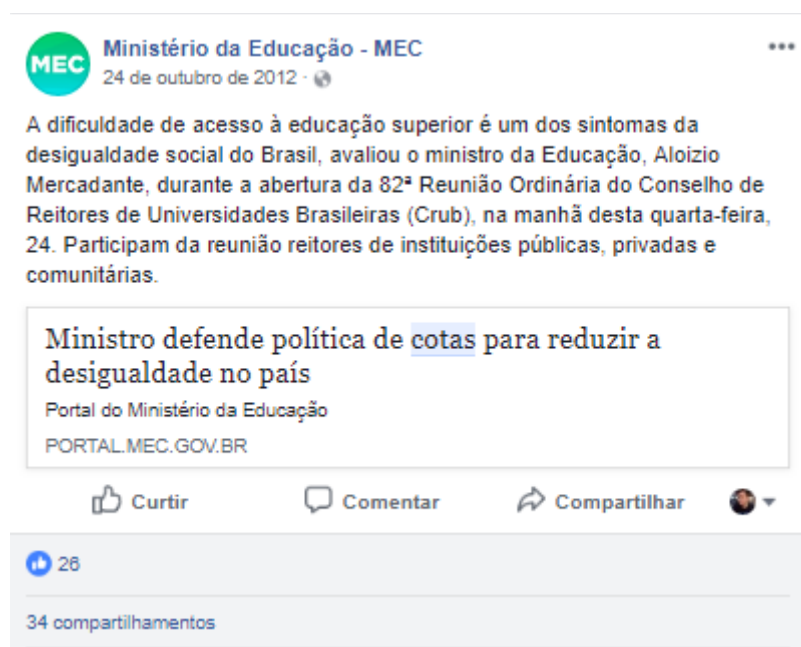 MEC
Ministério da Educação - MEC
24 de outubro de 2012 ·
A dificuldade de acesso à educação superior é um dos sintomas da
desigualdade social do Brasil, avaliou o ministro da Educação, Aloizio
Mercadante, durante a abertura da 82ª Reunião Ordinária do Conselho de
Reitores de Universidades Brasileiras (Crub), na manhã desta quarta-feira,
24. Participam da reunião reitores de instituições públicas, privadas e
comunitárias.
Ministro defende política de cotas para reduzir a
desigualdade no país
Portal do Ministério da Educação
PORTAL.MEC.GOV.BR
Curtir Comentar Compartilhar
26
34 compartilhamentos